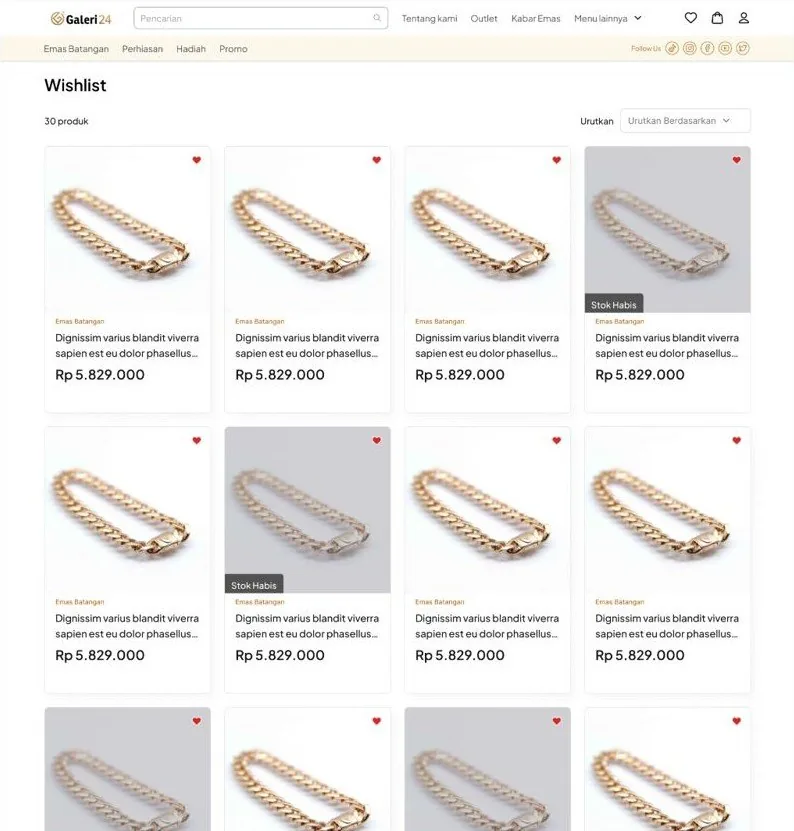 Galeri 24
Pencarian
Tentang kami
Outlet
Kabar Emas
Menu lainnya
Emas Batangan
Perhiasan
Hadiah
Promo
Follow Us
Wishlist
30 produk
Urutkan
Urutkan Berdasarkan
Stok Habis
Emas Batangan
Dignissim varius blandit viverra
sapien est eu dolor phasellus...
Rp 5.829.000
Emas Batangan
Dignissim varius blandit viverra
sapien est eu dolor phasellus...
Rp 5.829.000
Emas Batangan
Dignissim varius blandit viverra
sapien est eu dolor phasellus...
Rp 5.829.000
Emas Batangan
Dignissim varius blandit viverra
sapien est eu dolor phasellus...
Rp 5.829.000
Emas Batangan
Dignissim varius blandit viverra
sapien est eu dolor phasellus...
Rp 5.829.000
Stok Habis
Emas Batangan
Dignissim varius blandit viverra
sapien est eu dolor phasellus...
Rp 5.829.000
Emas Batangan
Dignissim varius blandit viverra
sapien est eu dolor phasellus...
Rp 5.829.000
Emas Batangan
Dignissim varius blandit viverra
sapien est eu dolor phasellus...
Rp 5.829.000